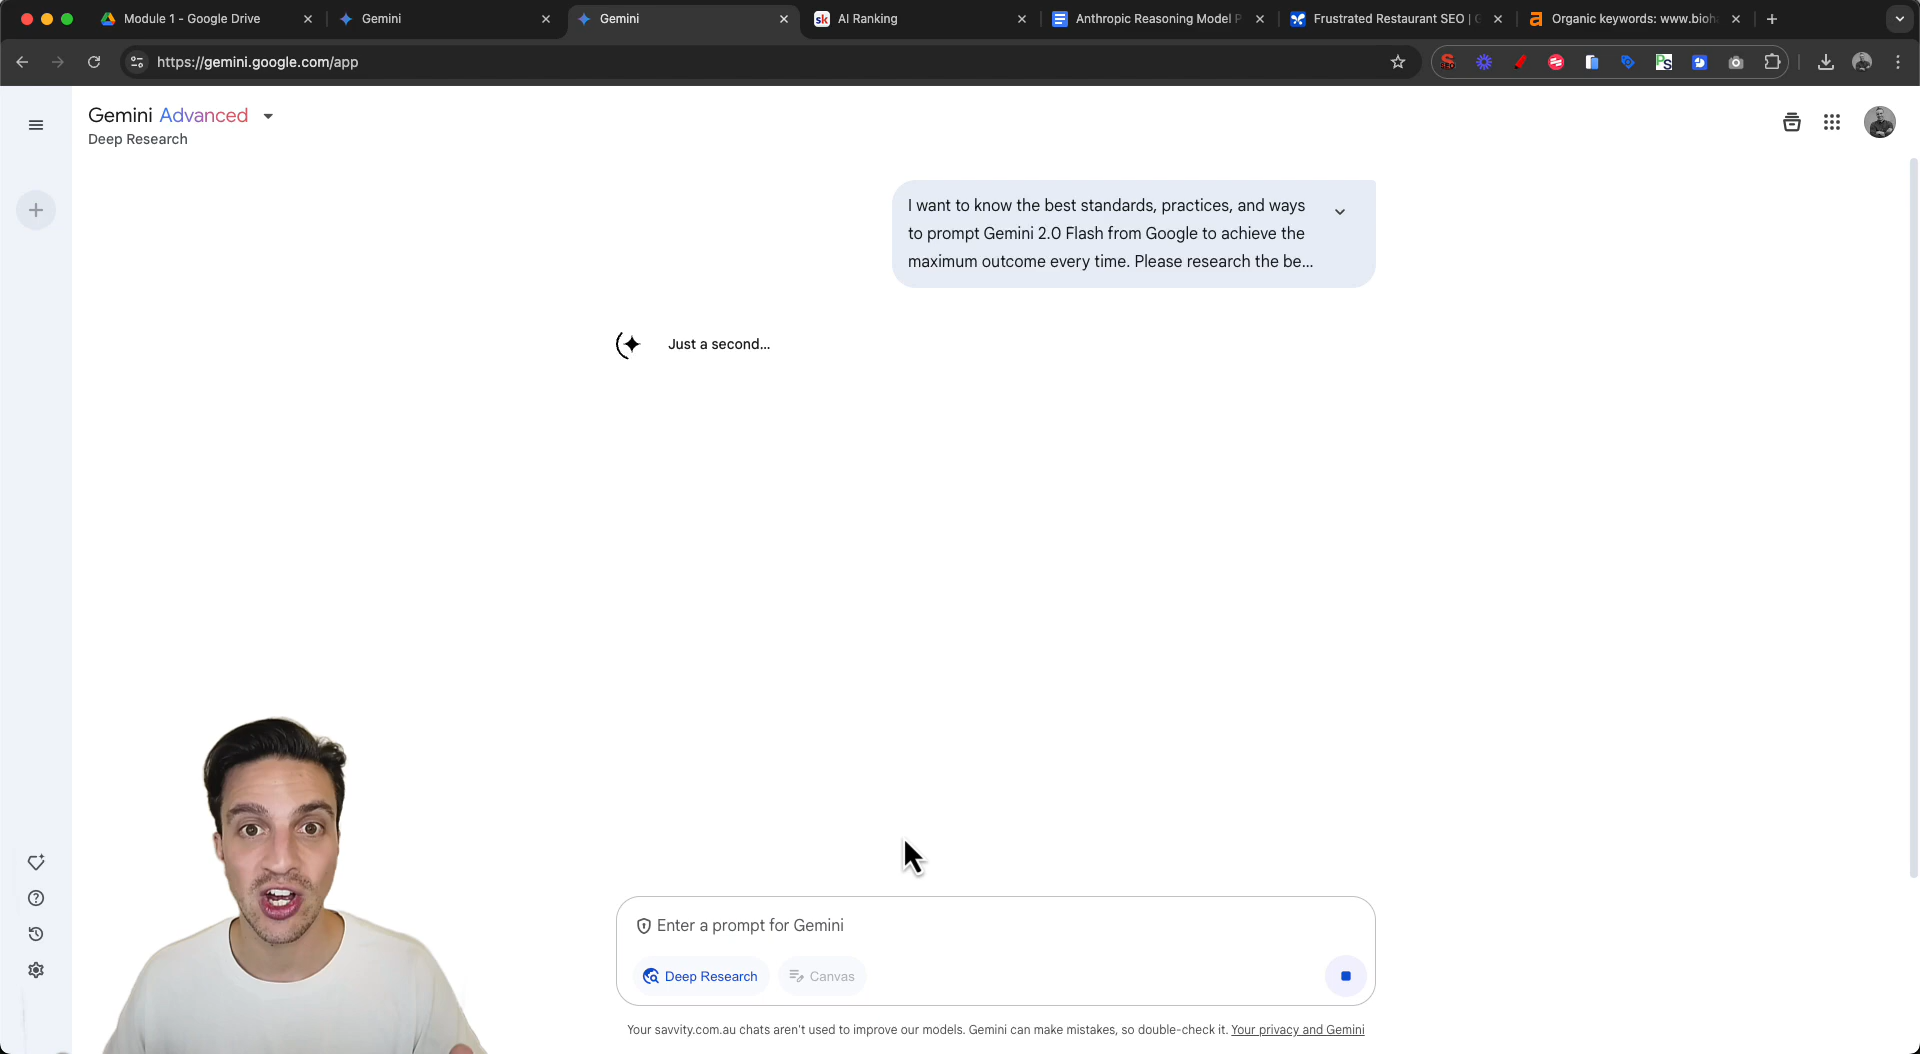 Module 1 - Google Drive
Gemini
Gemini
sk
AI Ranking
Anthropic Reasoning Model P
Frustrated Restaurant SEO | G
Organic keywords: www.bioha
https://gemini.google.com/app
SEO
PS
Gemini Advanced
Deep Research
I want to know the best standards, practices, and ways
to prompt Gemini 2.0 Flash from Google to achieve the
maximum outcome every time. Please research the be...
Just a second...
Enter a prompt for Gemini
Deep Research
Canvas
Your savvity.com.au chats aren't used to improve our models. Gemini can make mistakes, so double-check it. Your privacy and Gemini